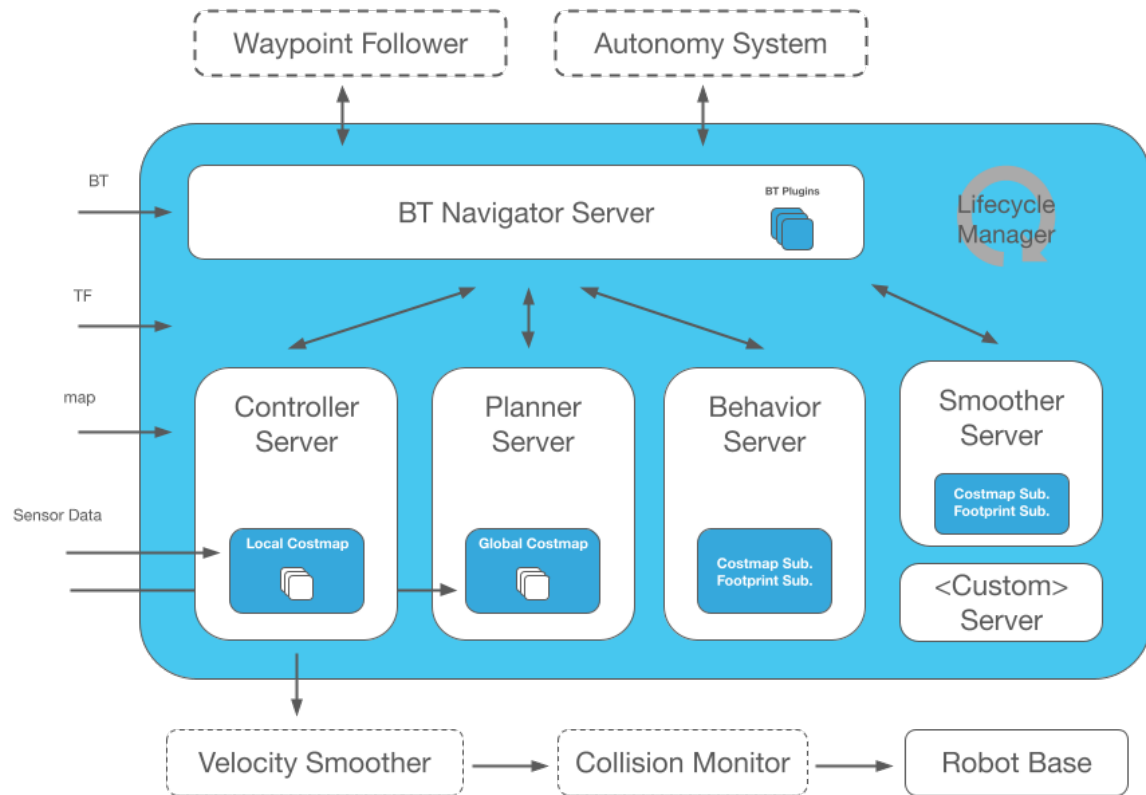 Waypoint Follower
Autonomy System
BT
BT Navigator Server
BT Plugins
Lifecycle
Manager
TF
map
Sensor Data
Controller
Server
Local Costmap
Planner
Server
Global Costmap
Behavior
Server
Costmap Sub.
Footprint Sub.
Smoother
Server
Costmap Sub.
Footprint Sub.
<Custom>
Server
Velocity Smoother
Collision Monitor
Robot Base